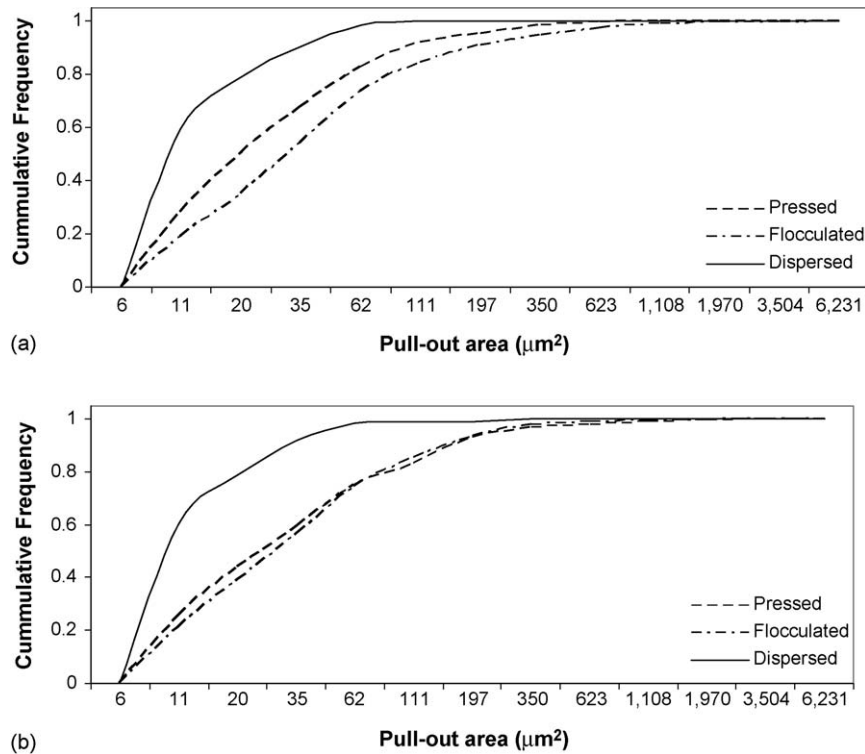 Cummulative Frequency
1
0.8
0.6
0.4
0.2
0
Pressed
Flocculated
Dispersed
6 11 20 35 62 111 197 350 623 1,108 1,970 3,504 6,231
(a)
Pull-out area (μm²)
Cummulative Frequency
1
0.8
0.6
0.4
0.2
0
Pressed
Flocculated
Dispersed
6 11 20 35 62 111 197 350 623 1,108 1,970 3,504 6,231
(b)
Pull-out area (μm²)